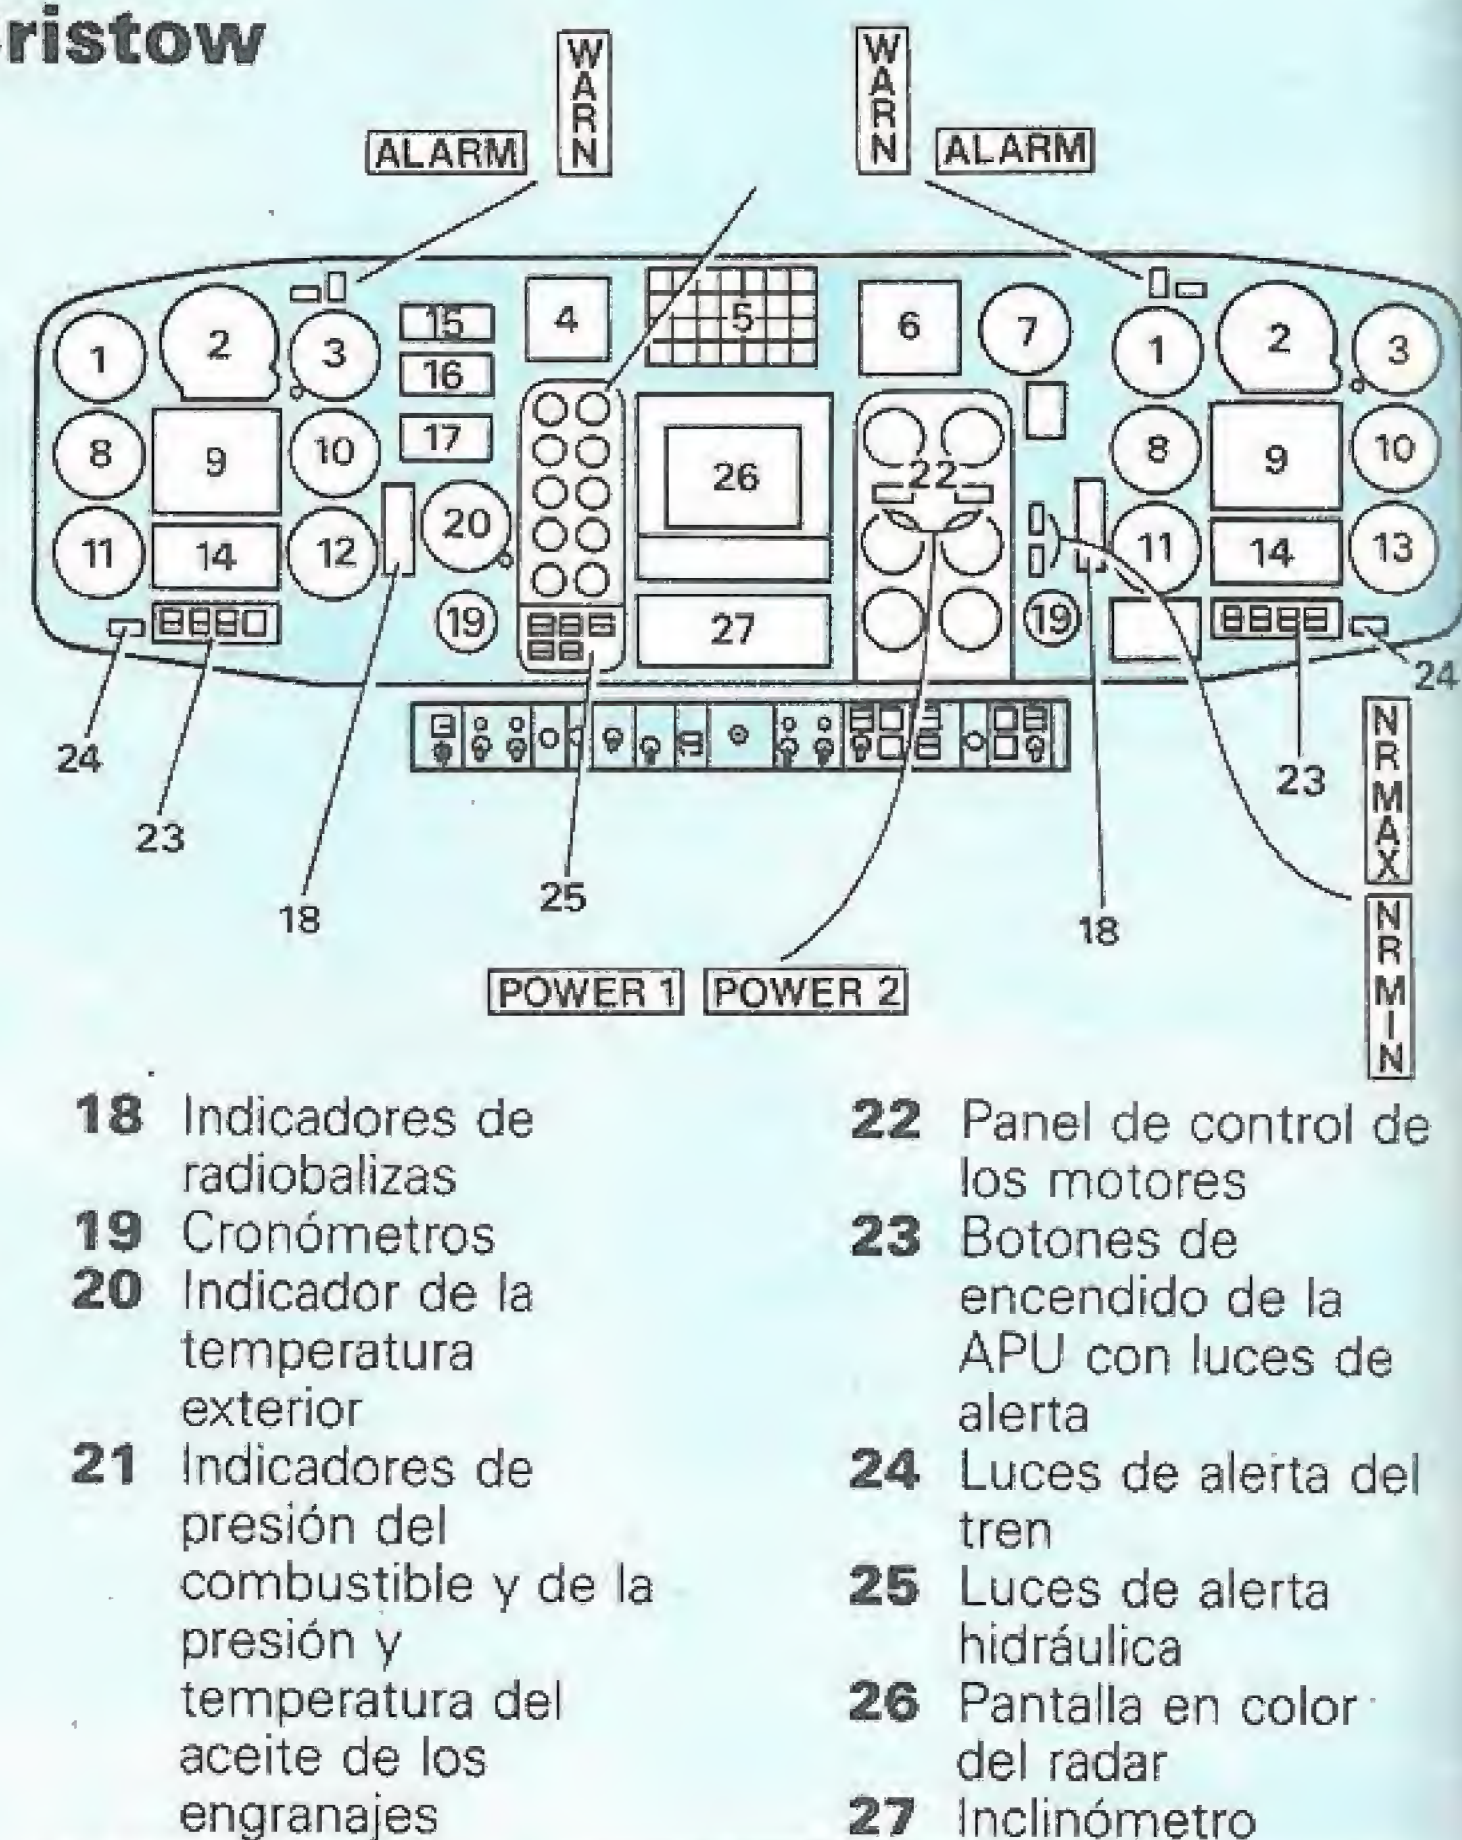 ristow
WARN
WARN
ALARM
ALARM
1
2
3
15
4
5
6
7
1
2
3
16
17
8
9
10
26
22
8
9
10
11
14
12
20
11
14
13
19
27
19
24
24
23
23
18
25
18
NRMAX
NRMIN
POWER 1
POWER 2
18 Indicadores de
radiobalizas
19 Cronómetros
20 Indicador de la
temperatura
exterior
21 Indicadores de
presión del
combustible y de la
presión y
temperatura del
aceite de los
engranajes
22 Panel de control de
los motores
23 Botones de
encendido de la
APU con luces de
alerta
24 Luces de alerta del
tren
25 Luces de alerta
hidráulica
26 Pantalla en color
del radar
27 Inclinómetro